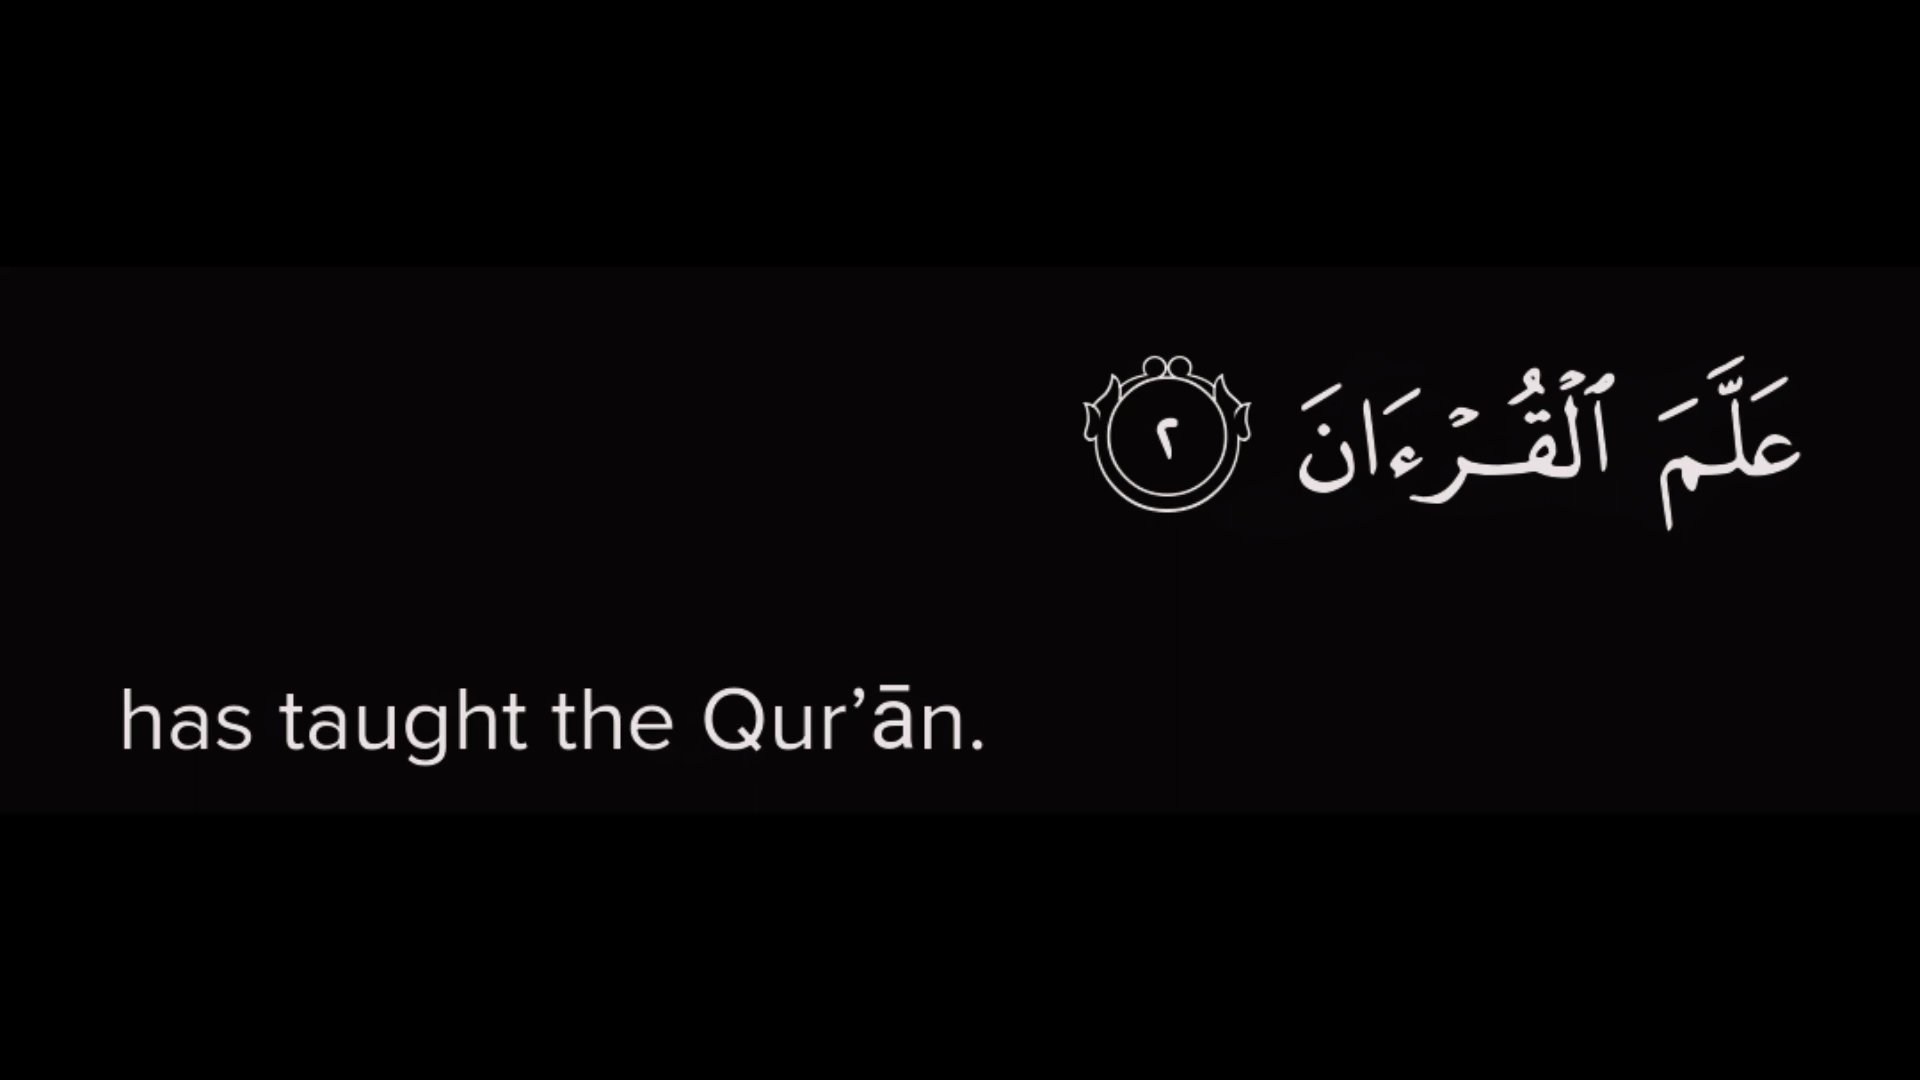 عَلَّمَ ٱلْقُرْءَانَ ٢
has taught the Qur’ān.